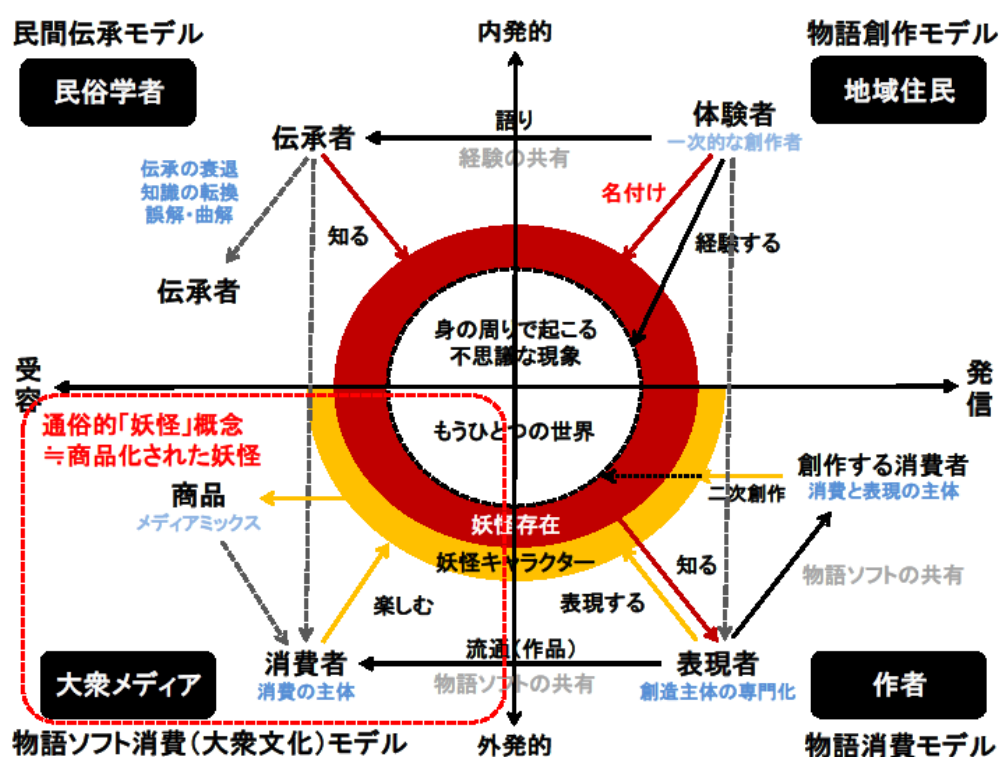 民間伝承モデル
民俗学者
内発的
物語創作モデル
地域住民
伝承者
語り
経験の共有
体験者
一次的な創作者
伝承の衰退
知識の転換
誤解・曲解
名付け
知る
経験する
伝承者
身の周りで起こる
不思議な現象
受容
発信
もうひとつの世界
通俗的「妖怪」概念
≒商品化された妖怪
商品
メディアミックス
創作する消費者
消費と表現の主体
二次創作
妖怪存在
妖怪キャラクター
知る
物語ソフトの共有
楽しむ
表現する
大衆メディア
消費者
消費の主体
流通(作品)
物語ソフトの共有
表現者
創造主体の専門化
作者
物語ソフト消費(大衆文化)モデル
外発的
物語消費モデル